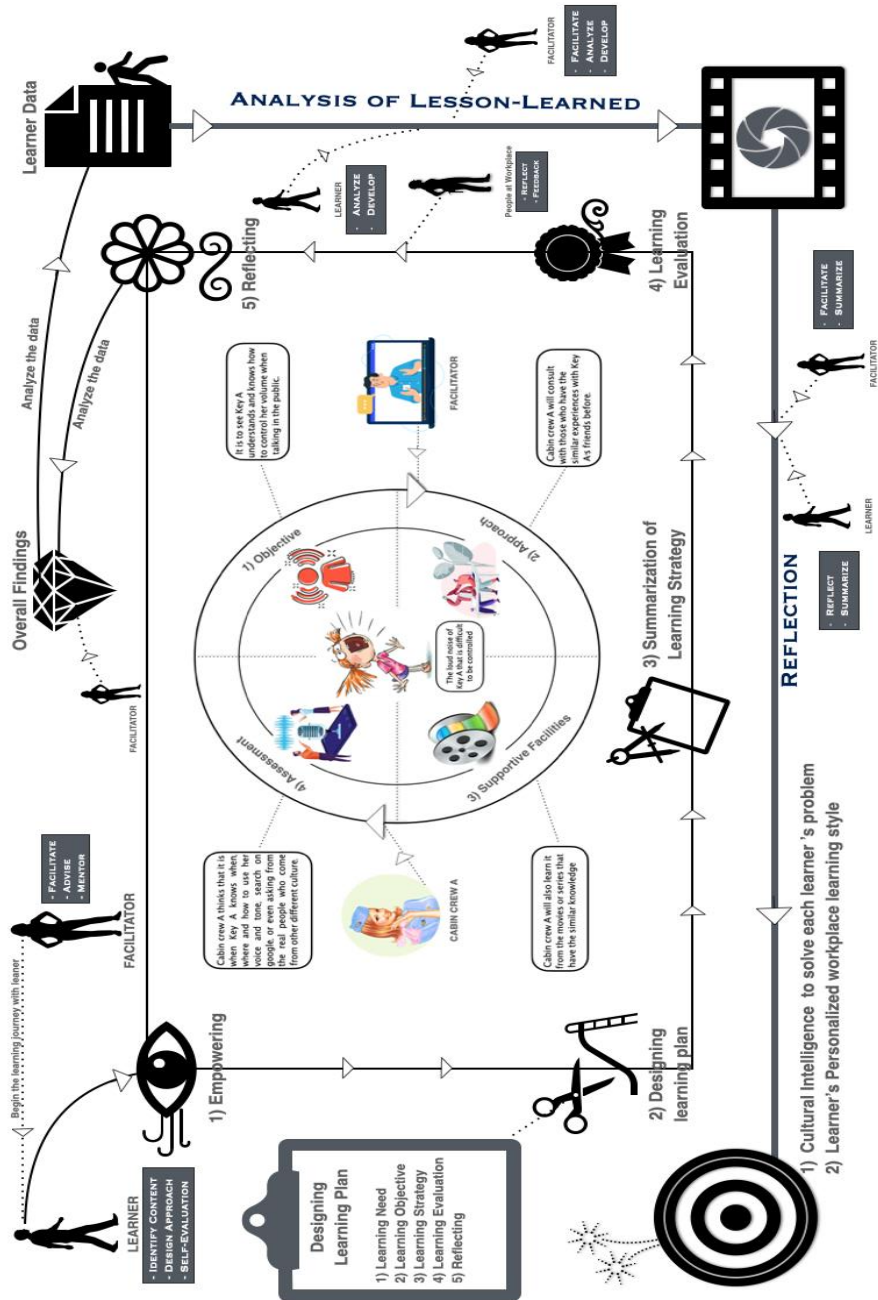 Begin the learning journey with leaner
LEARNER
- IDENTIFY CONTENT
- DESIGN APPROACH
- SELF-EVALUATION
FACILITATOR
- FACILITATE
- ADVISE
- MENTOR
1) Empowering
FACILITATOR
Overall Findings
Analyze the data
Analyze the data
Learner Data
Designing
Learning Plan
1) Learning Need
2) Learning Objective
3) Learning Strategy
4) Learning Evaluation
5) Reflecting
2) Designing
learning plan
Cabin crew A thinks that it is
when Key A knows when,
where and how to use her
voice and tone, search on
google, or even asking from
the real people who come
from other different culture.
CABIN CREW A
Cabin crew A will also learn it
from the movies or series that
have the similar knowledge
4) Assessment
1) Objective
3) Supportive Facilities
2) Approach
The loud noise of
Key A that is difficult
to be controlled
It is to see Key A
understands and knows how
to control her volume when
talking in the public.
FACILITATOR
Cabin crew A will consult
with those who have the
similar experiences with Key
A's friends before.
3) Summarization of
Learning Strategy
5) Reflecting
4) Learning
Evaluation
LEARNER
- ANALYZE
- DEVELOP
People at Workplace
- REFLECT
- FEEDBACK
ANALYSIS OF LESSON-LEARNED
FACILITATOR
- FACILITATE
- ANALYZE
- DEVELOP
REFLECTION
LEARNER
- REFLECT
- SUMMARIZE
FACILITATOR
- FACILITATE
- SUMMARIZE
1) Cultural Intelligence to solve each learner 's problem
2) Learner's Personalized workplace learning style